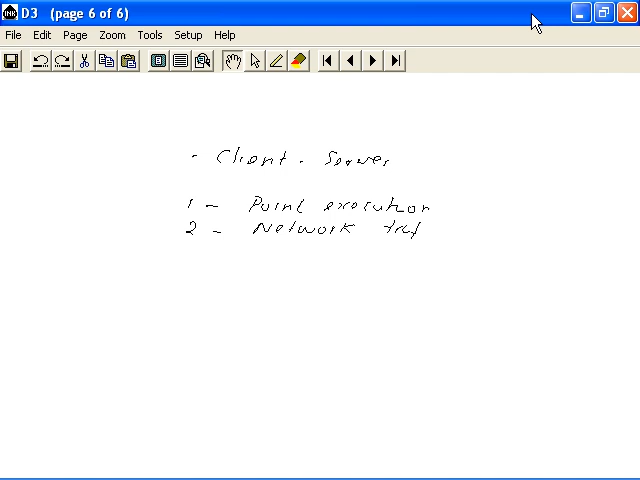 D3 (page 6 of 6)
File Edit Page Zoom Tools Setup Help
- Client - Server
1 - Point execution
2 - Network traf